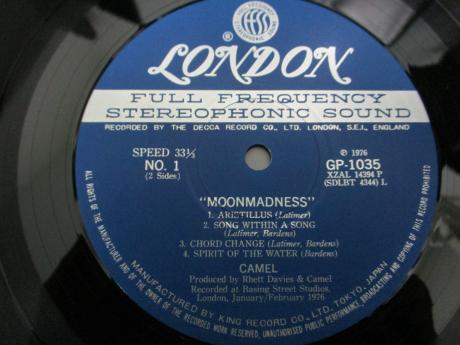 FULL FREQUENCY STEREOPHONIC SOUND
®
LONDON
FULL FREQUENCY
STEREOPHONIC SOUND
RECORDED BY THE DECCA RECORD CO., LTD. LONDON, S.E.I., ENGLAND
SPEED 33⅓
NO. 1
(2 Sides)
℗ 1976
GP-1035
XZAL 14394 P
(SDLBT 4344) L
"MOONMADNESS"
1. ARISTILLUS (Latimer)
2. SONG WITHIN A SONG
(Latimer, Bardens)
3. CHORD CHANGE (Latimer, Bardens)
4. SPIRIT OF THE WATER (Bardens)
CAMEL
Produced by Rhett Davies & Camel
Recorded at Basing Street Studios,
London, January/February 1976
MANUFACTURED BY KING RECORD CO., LTD. TOKYO, JAPAN
ALL RIGHTS OF THE MANUFACTURER AND OF THE OWNER OF THE RECORDED WORK RESERVED, UNAUTHORISED PUBLIC PERFORMANCE, BROADCASTING AND COPYING OF THIS RECORD PROHIBITED